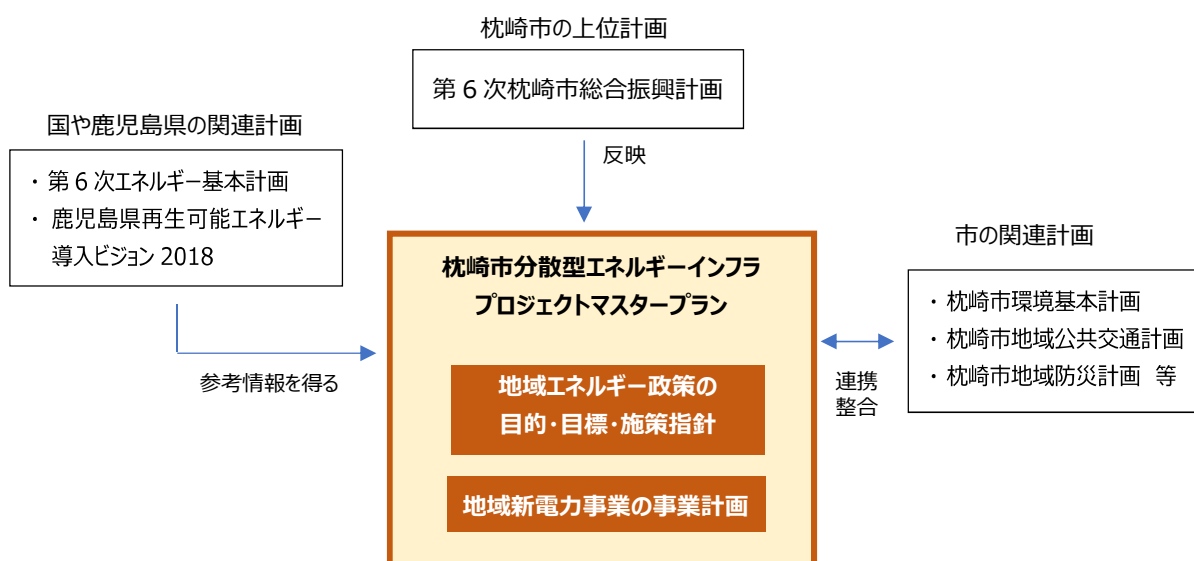 枕崎市の上位計画
第6次枕崎市総合振興計画
国や鹿児島県の関連計画
・第6次エネルギー基本計画
・鹿児島県再生可能エネルギー
導入ビジョン 2018
反映
参考情報を得る
枕崎市分散型エネルギーインフラ
プロジェクトマスタープラン
地域エネルギー政策の
目的・目標・施策指針
地域新電力事業の事業計画
連携
整合
市の関連計画
・枕崎市環境基本計画
・枕崎市地域公共交通計画
・枕崎市地域防災計画 等